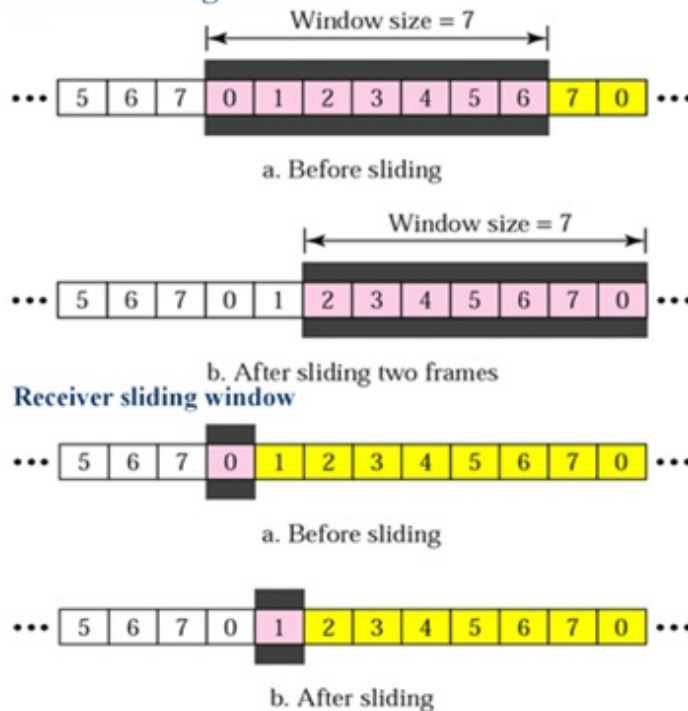 Window size = 7
... 5 6 7 0 1 2 3 4 5 6 7 0 ...
a. Before sliding
Window size = 7
... 5 6 7 0 1 2 3 4 5 6 7 0 ...
b. After sliding two frames
Receiver sliding window
... 5 6 7 0 1 2 3 4 5 6 7 0 ...
a. Before sliding
... 5 6 7 0 1 2 3 4 5 6 7 0 ...
b. After sliding